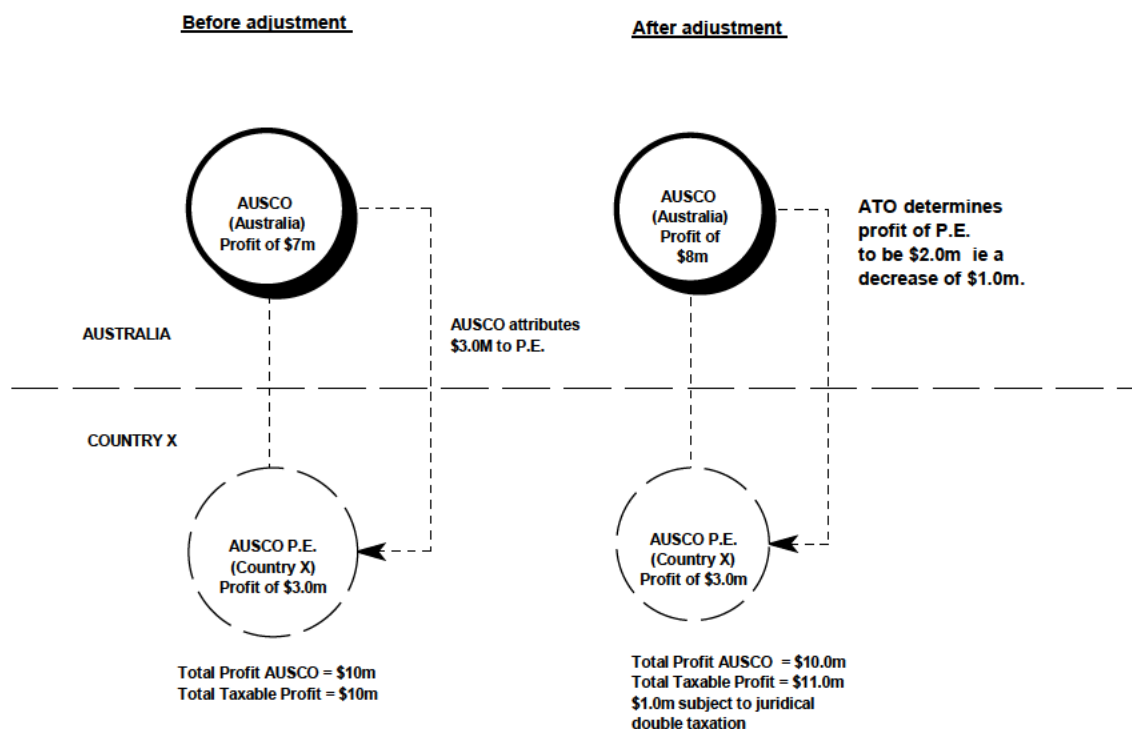 Before adjustment
After adjustment
AUSCO
(Australia)
Profit of $7m
AUSCO
(Australia)
Profit of
$8m
ATO determines
profit of P.E.
to be $2.0m ie a
decrease of $1.0m.
AUSTRALIA
AUSCO attributes
$3.0M to P.E.
COUNTRY X
AUSCO P.E.
(Country X)
Profit of $3.0m
AUSCO P.E.
(Country X)
Profit of $3.0m
Total Profit AUSCO = $10m
Total Taxable Profit = $10m
Total Profit AUSCO = $10.0m
Total Taxable Profit = $11.0m
$1.0m subject to juridical
double taxation